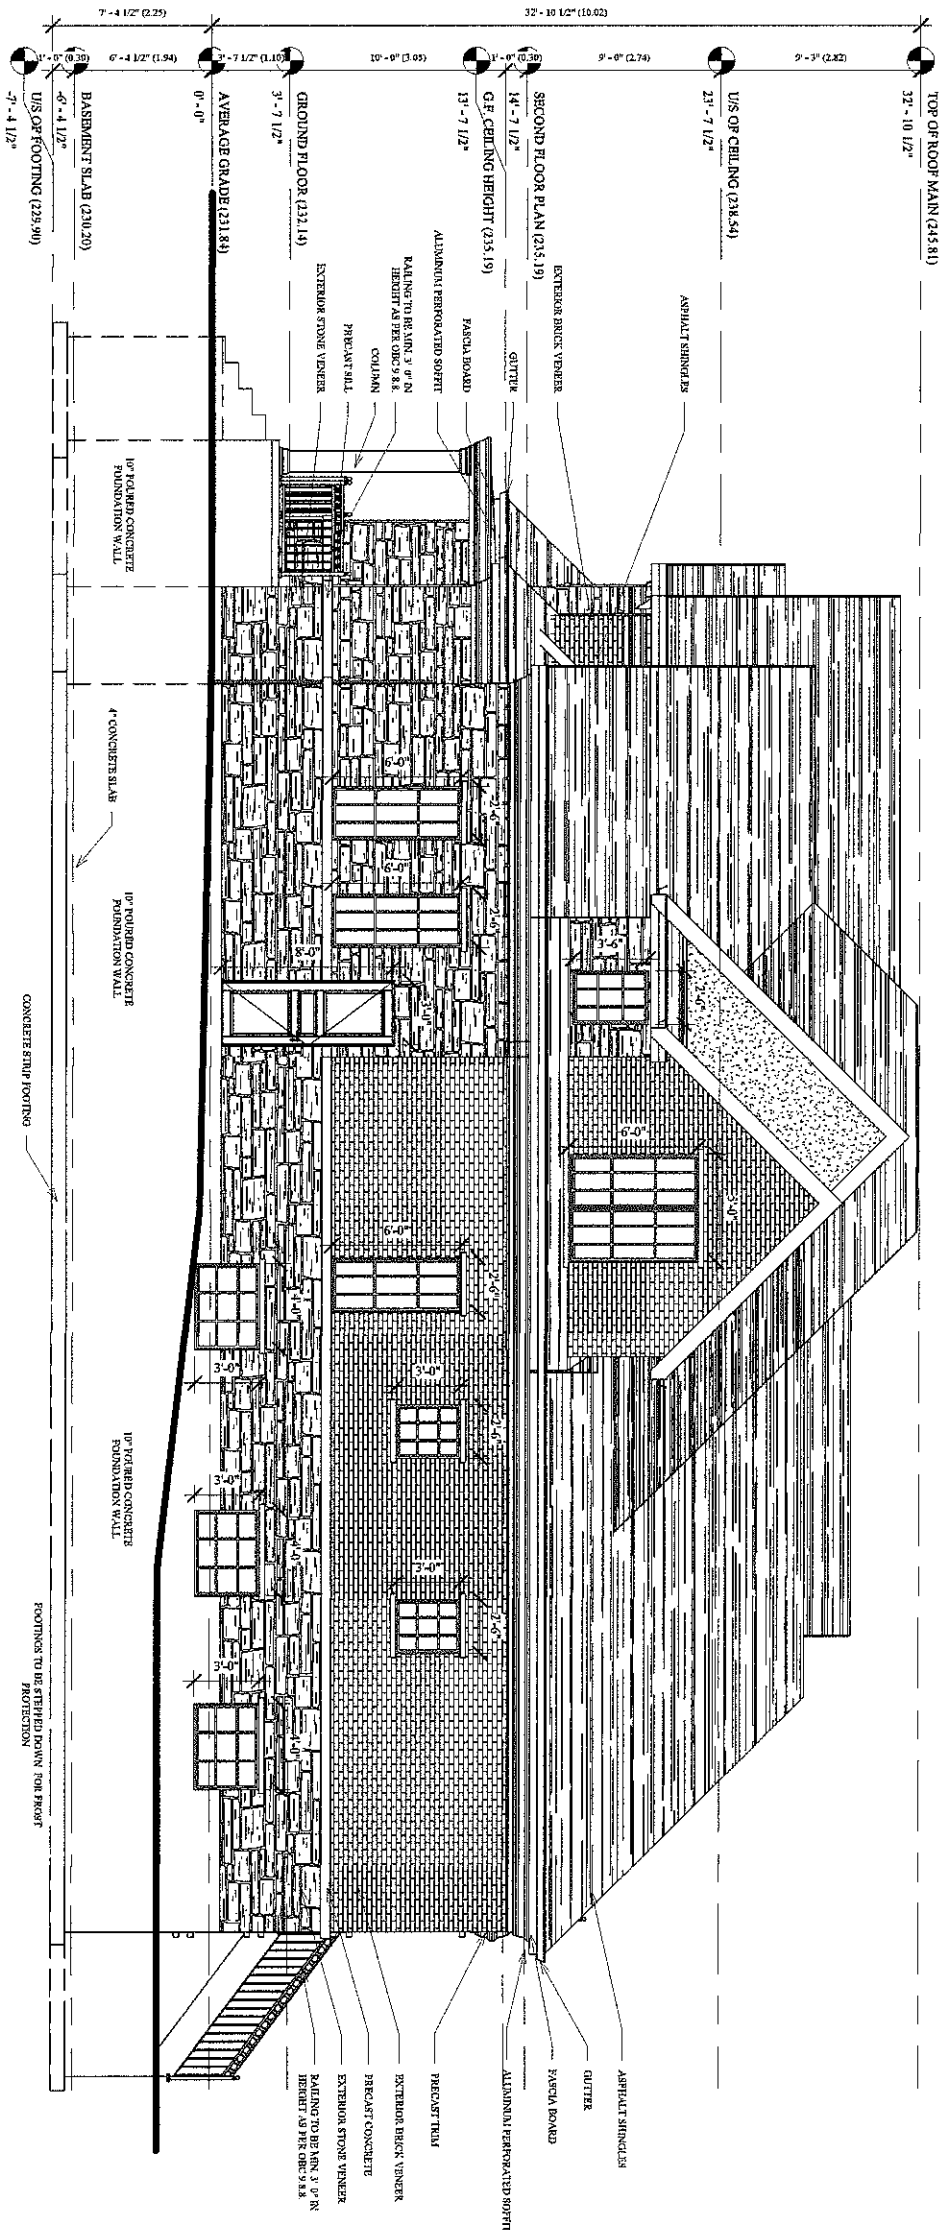 TOP OF ROOF MAIN (245.81)
32' - 10 1/2"
U/S OF CEILING (238.54)
23' - 7 1/2"
SECOND FLOOR PLAN (235.19)
14' - 7 1/2"
G.F. CEILING HEIGHT (235.19)
13' - 7 1/2"
GROUND FLOOR (232.14)
3' - 7 1/2"
AVERAGE GRADE (231.84)
0' - 0"
BASEMENT SLAB (230.20)
-6' - 4 1/2"
U/S OF FOOTING (229.90)
-7' - 4 1/2"
32' - 10 1/2" (10.02)
7' - 4 1/2" (2.25)
9' - 3" (2.82)
9' - 0" (2.74)
1' - 0" (0.30)
10' - 0" (3.05)
3' - 7 1/2" (1.10)
6' - 4 1/2" (1.94)
1' - 0" (0.30)
ASPHALT SHINGLES
EXTERIOR BRICK VENEER
GUTTER
FASCIA BOARD
ALUMINUM PERFORATED SOFFIT
RAILING TO BE MIN. 3' 0" IN
HEIGHT AS PER OBC 9.8.8.
COLUMN
PRECAST SILL
EXTERIOR STONE VENEER
6'-0"
2'-6"
6'-0"
2'-6"
8'-0"
3'-0"
3'-6"
6'-0"
3'-0"
6'-0"
2'-6"
3'-0"
2'-6"
3'-0"
2'-6"
4'-0"
3'-0"
3'-0"
4'-0"
3'-0"
4'-0"
10" POURED CONCRETE
FOUNDATION WALL
4" CONCRETE SLAB
10" POURED CONCRETE
FOUNDATION WALL
CONCRETE STRIP FOOTING
10" POURED CONCRETE
FOUNDATION WALL
FOOTINGS TO BE STEPPED DOWN FOR FROST
PROTECTION
ASPHALT SHINGLES
GUTTER
FASCIA BOARD
ALUMINUM PERFORATED SOFFIT
PRECAST TRIM
EXTERIOR BRICK VENEER
PRECAST CONCRETE
EXTERIOR STONE VENEER
RAILING TO BE MIN. 3' 0" IN
HEIGHT AS PER OBC 9.8.8.